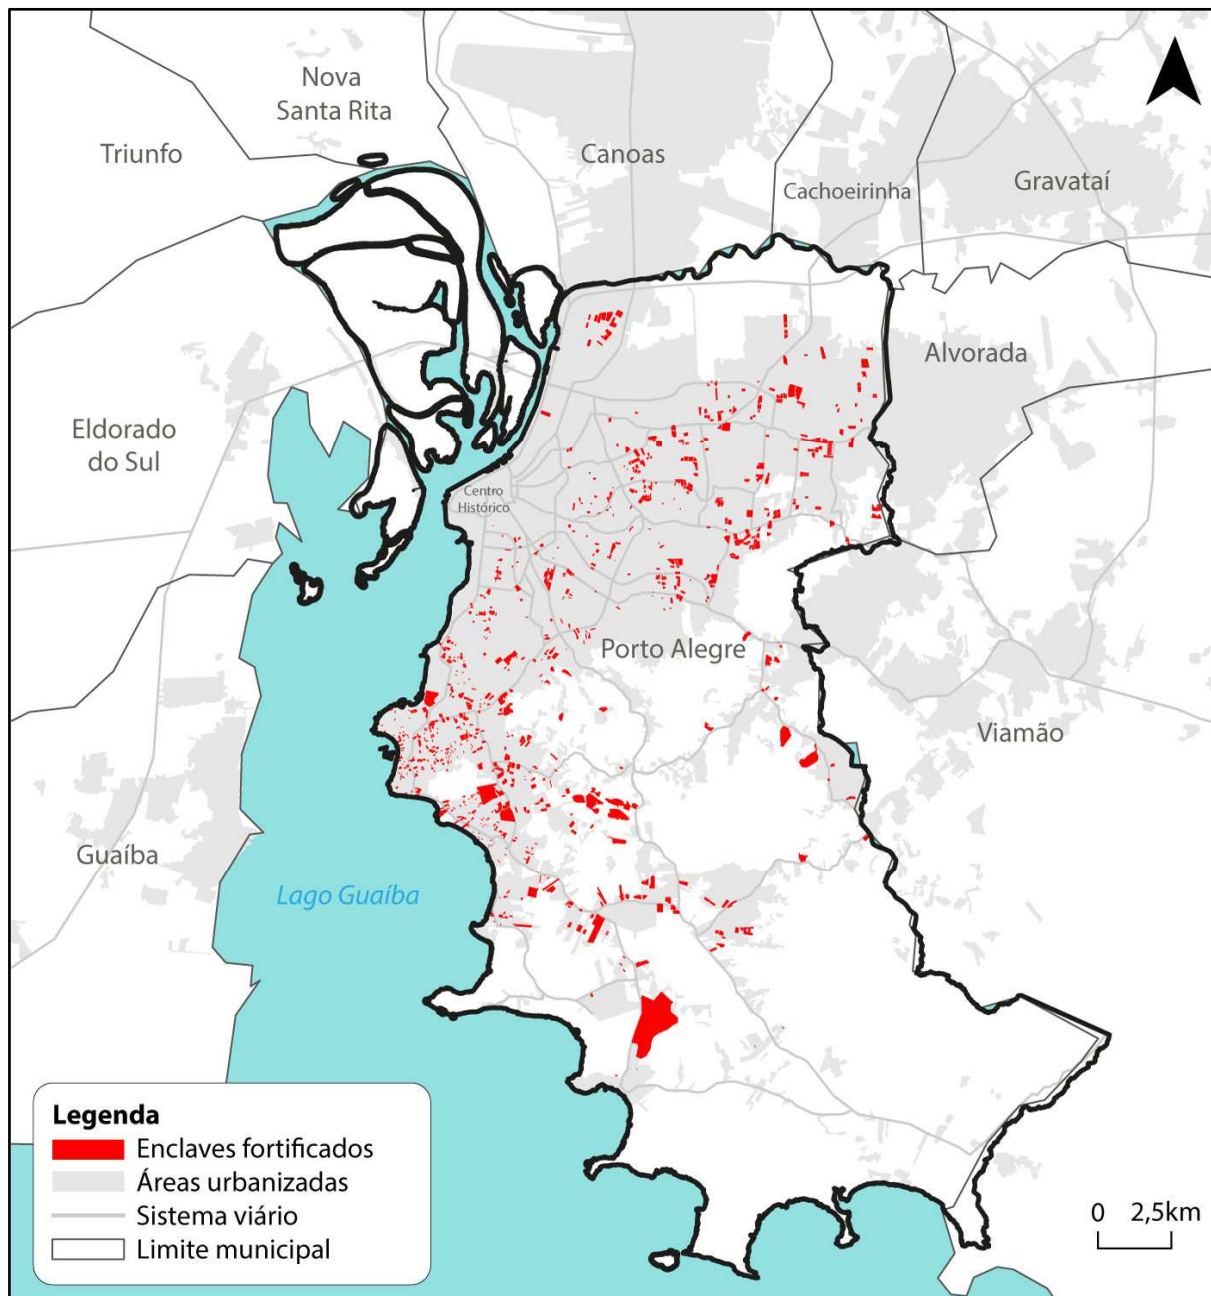 Nova
Santa Rita
Triunfo
Canoas
Cachoeirinha
Gravataí
Alvorada
Eldorado
do Sul
Centro
Histórico
Porto Alegre
Viamão
Guaíba
Lago Guaíba
Legenda
Enclaves fortificados
Áreas urbanizadas
Sistema viário
Limite municipal
0 2,5km